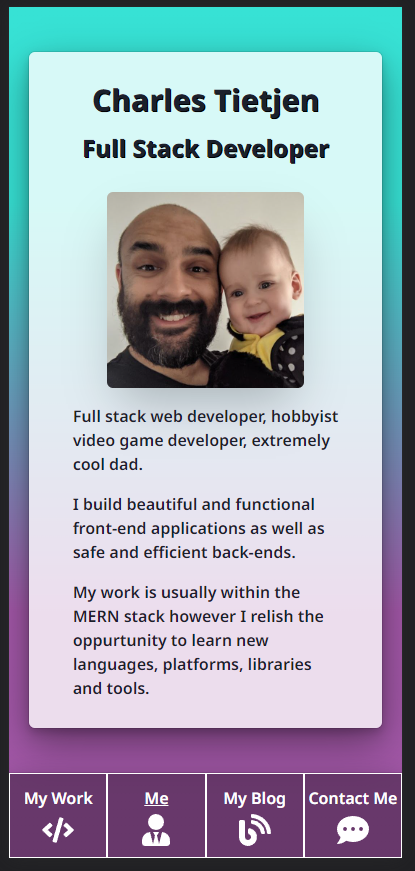 Charles Tietjen
Full Stack Developer
Full stack web developer, hobbyist
video game developer, extremely
cool dad.
I build beautiful and functional
front-end applications as well as
safe and efficient back-ends.
My work is usually within the
MERN stack however I relish the
oppurtunity to learn new
languages, platforms, libraries
and tools.
My Work
Me
My Blog
Contact Me